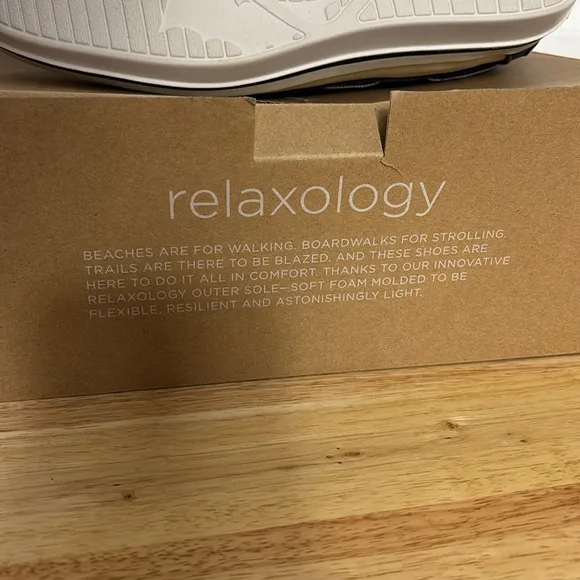 relaxology
BEACHES ARE FOR WALKING. BOARDWALKS FOR STROLLING.
TRAILS ARE THERE TO BE BLAZED. AND THESE SHOES ARE
HERE TO DO IT ALL IN COMFORT. THANKS TO OUR INNOVATIVE
RELAXOLOGY OUTER SOLE—SOFT FOAM MOLDED TO BE
FLEXIBLE, RESILIENT AND ASTONISHINGLY LIGHT.